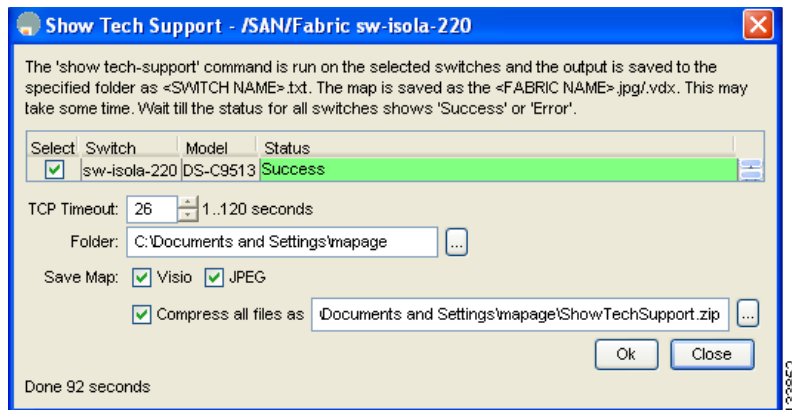 Show Tech Support - /SAN/Fabric sw-isola-220
The 'show tech-support' command is run on the selected switches and the output is saved to the
specified folder as <SWITCH NAME>.txt. The map is saved as the <FABRIC NAME>.jpg/.vdx. This may
take some time. Wait till the status for all switches shows 'Success' or 'Error'.
Select Switch Model Status
sw-isola-220 DS-C9513 Success
TCP Timeout: 26 1..120 seconds
Folder: C:\Documents and Settings\mapage ...
Save Map: Visio JPEG
Compress all files as \Documents and Settings\mapage\ShowTechSupport.zip ...
Ok Close
Done 92 seconds
133952